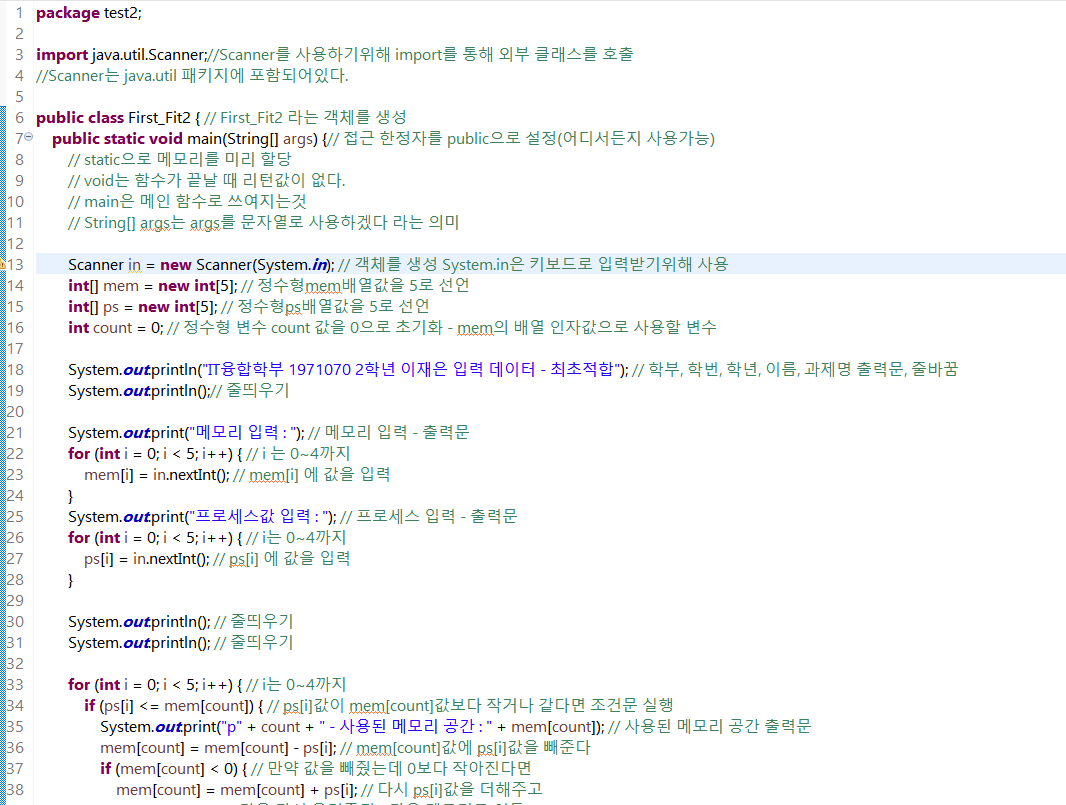 1 package test2;
2
3 import java.util.Scanner;//Scanner를 사용하기위해 import를 통해 외부 클래스를 호출
4 //Scanner는 java.util 패키지에 포함되어있다.
5
6 public class First_Fit2 { // First_Fit2 라는 객체를 생성
7 public static void main(String[] args) {// 접근 한정자를 public으로 설정(어디서든지 사용가능)
8 // static으로 메모리를 미리 할당
9 // void는 함수가 끝날 때 리턴값이 없다.
10 // main은 메인 함수로 쓰여지는것
11 // String[] args는 args를 문자열로 사용하겠다 라는 의미
12
13 Scanner in = new Scanner(System.in); // 객체를 생성 System.in은 키보드로 입력받기위해 사용
14 int[] mem = new int[5]; // 정수형mem배열값을 5로 선언
15 int[] ps = new int[5]; // 정수형ps배열값을 5로 선언
16 int count = 0; // 정수형 변수 count 값을 0으로 초기화 - mem의 배열 인자값으로 사용할 변수
17
18 System.out.println("IT융합학부 1971070 2학년 이재은 입력 데이터 - 최초적합"); // 학부, 학번, 학년, 이름, 과제명 출력문, 줄바꿈
19 System.out.println();// 줄띄우기
20
21 System.out.print("메모리 입력 : "); // 메모리 입력 - 출력문
22 for (int i = 0; i < 5; i++) { // i 는 0~4까지
23 mem[i] = in.nextInt(); // mem[i] 에 값을 입력
24 }
25 System.out.print("프로세스값 입력 : "); // 프로세스 입력 - 출력문
26 for (int i = 0; i < 5; i++) { // i는 0~4까지
27 ps[i] = in.nextInt(); // ps[i] 에 값을 입력
28 }
29
30 System.out.println(); // 줄띄우기
31 System.out.println(); // 줄띄우기
32
33 for (int i = 0; i < 5; i++) { // i는 0~4까지
34 if (ps[i] <= mem[count]) { // ps[i]값이 mem[count]값보다 작거나 같다면 조건문 실행
35 System.out.print("p" + count + " - 사용된 메모리 공간 : " + mem[count]); // 사용된 메모리 공간 출력문
36 mem[count] = mem[count] - ps[i]; // mem[count]값에 ps[i]값을 빼준다
37 if (mem[count] < 0) { // 만약 값을 빼줬는데 0보다 작아진다면
38 mem[count] = mem[count] + ps[i]; // 다시 ps[i]값을 더해주고